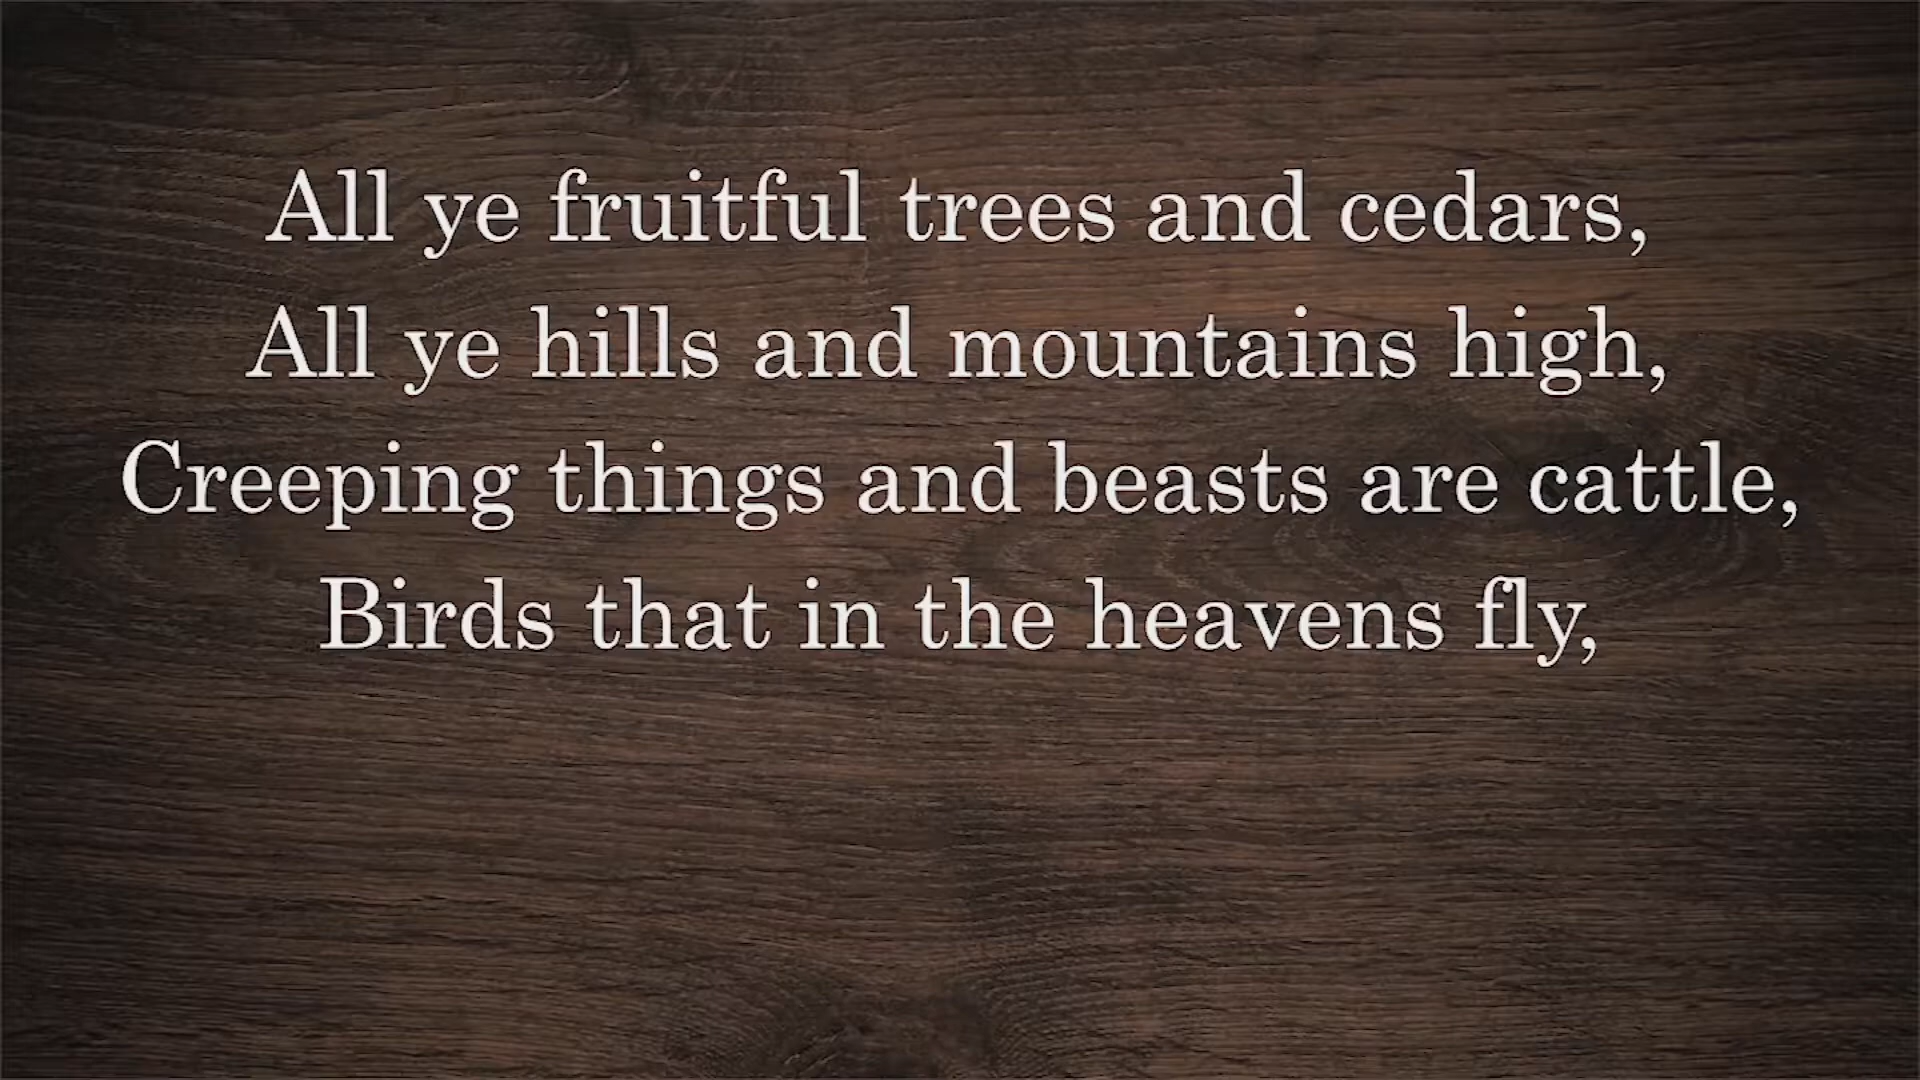 All ye fruitful trees and cedars,
All ye hills and mountains high,
Creeping things and beasts are cattle,
Birds that in the heavens fly,